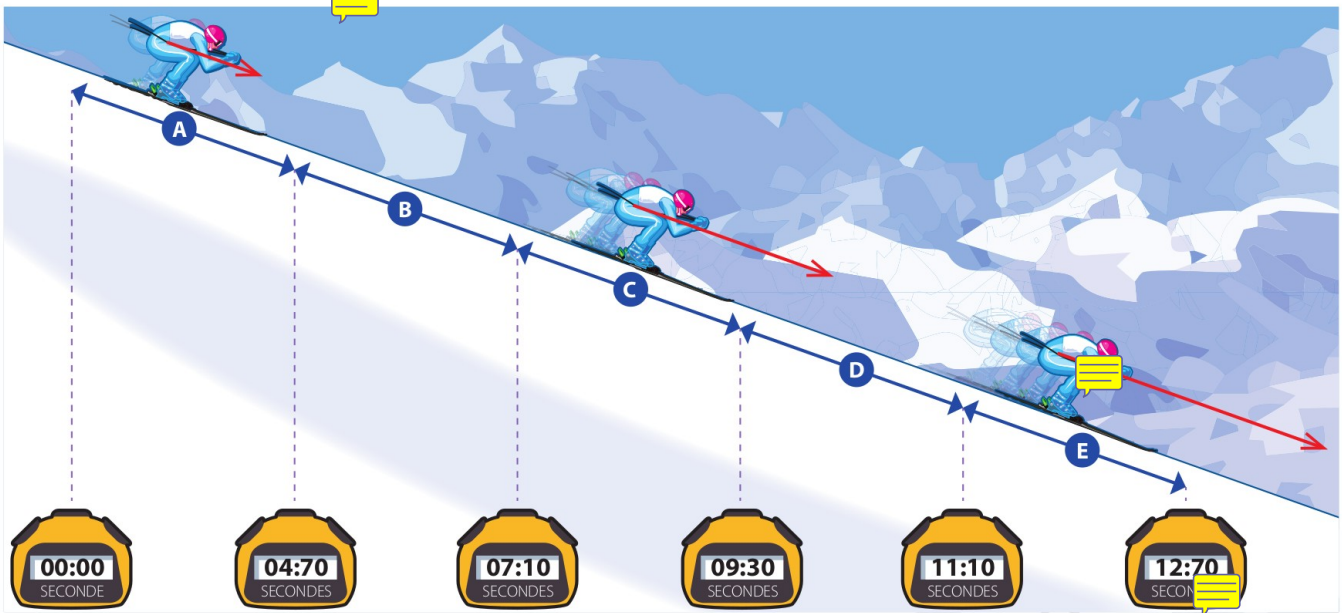 A
B
C
D
E
00:00
SECONDE
04:70
SECONDES
07:10
SECONDES
09:30
SECONDES
11:10
SECONDES
12:70